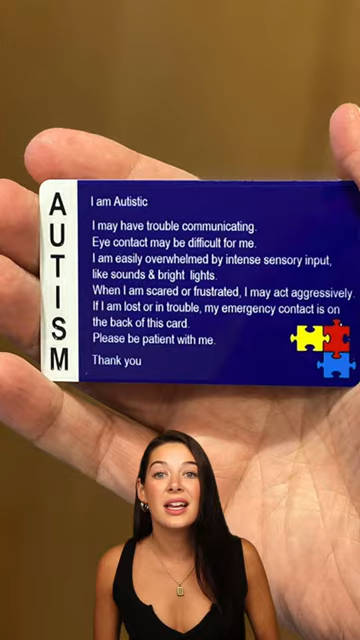 AUTISM
I am Autistic
I may have trouble communicating.
Eye contact may be difficult for me.
I am easily overwhelmed by intense sensory input,
like sounds & bright lights.
When I am scared or frustrated, I may act aggressively.
If I am lost or in trouble, my emergency contact is on
the back of this card.
Please be patient with me.
Thank you